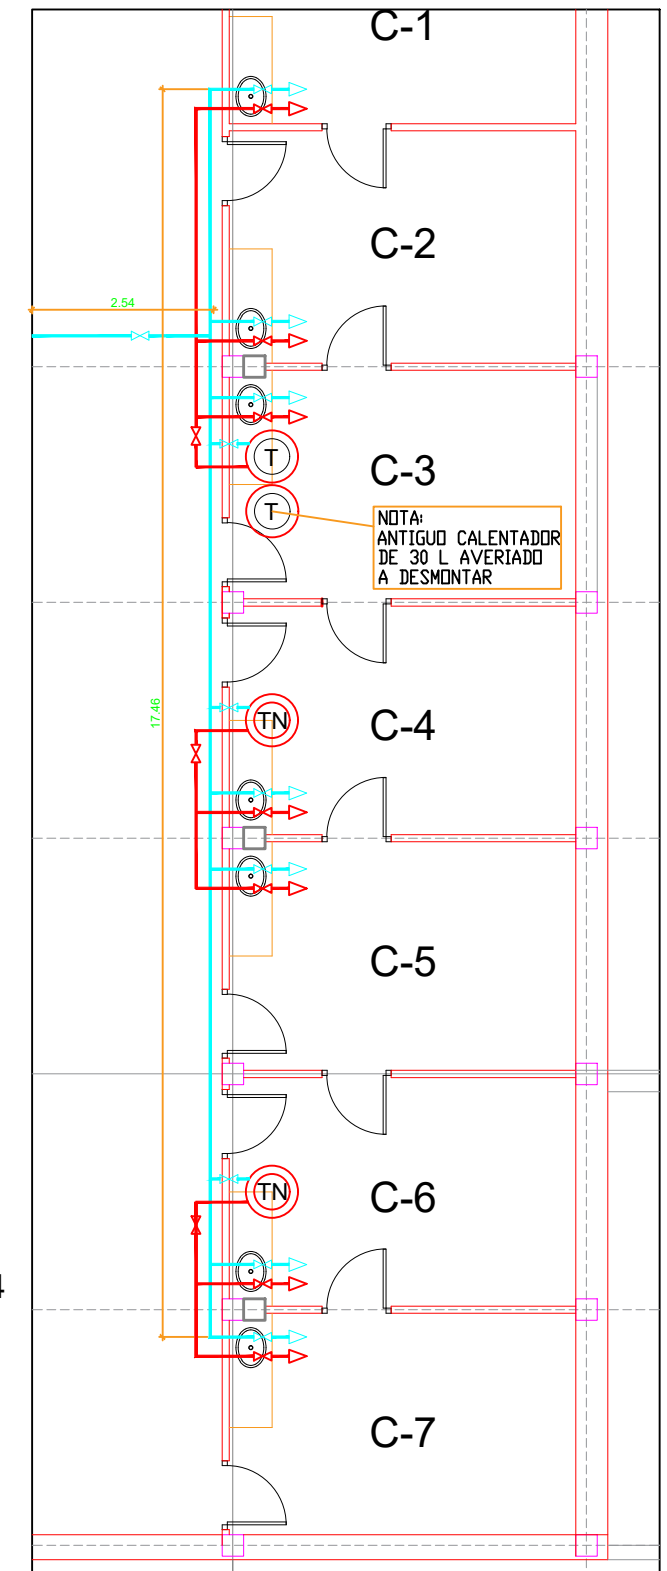 C-1
C-2
2.54
C-3
T
T
NOTA:
ANTIGUO CALENTADOR
DE 30 L AVERIADO
A DESMONTAR
17.46
TN
C-4
C-5
TN
C-6
4
C-7